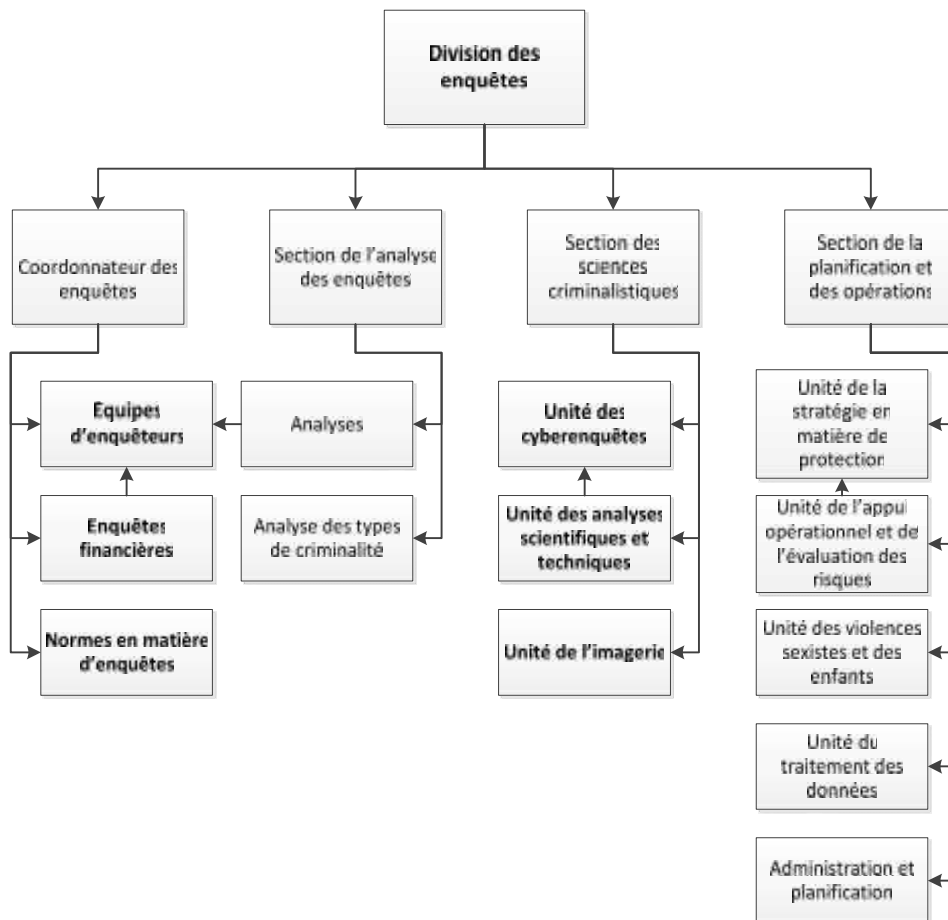 Division des
enquêtes
Coordonnateur des
enquêtes
Section de l'analyse
des enquêtes
Section des
sciences
criminalistiques
Section de la
planification et
des opérations
Equipes
d'enquêteurs
Enquêtes
financières
Normes en matière
d'enquêtes
Analyses
Analyse des types
de criminalité
Unité des
cyberenquêtes
Unité des analyses
scientifiques et
techniques
Unité de l'imagerie
Unité de la
stratégie en
matière de
protection
Unité de l'appui
opérationnel et de
l'évaluation des
risques
Unité des violences
sexistes et des
enfants
Unité du
traitement des
données
Administration et
planification